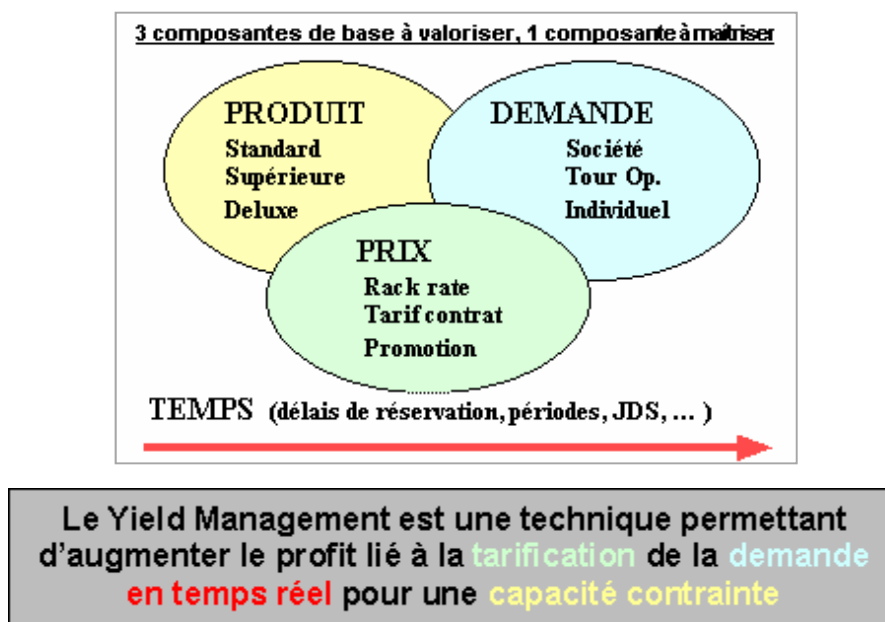 3 composantes de base à valoriser, 1 composante à maîtriser
PRODUIT
Standard
Supérieure
Deluxe
DEMANDE
Société
Tour Op.
Individuel
PRIX
Rack rate
Tarif contrat
Promotion
TEMPS (délais de réservation, périodes, JDS, ... )
Le Yield Management est une technique permettant
d'augmenter le profit lié à la tarification de la demande
en temps réel pour une capacité contrainte